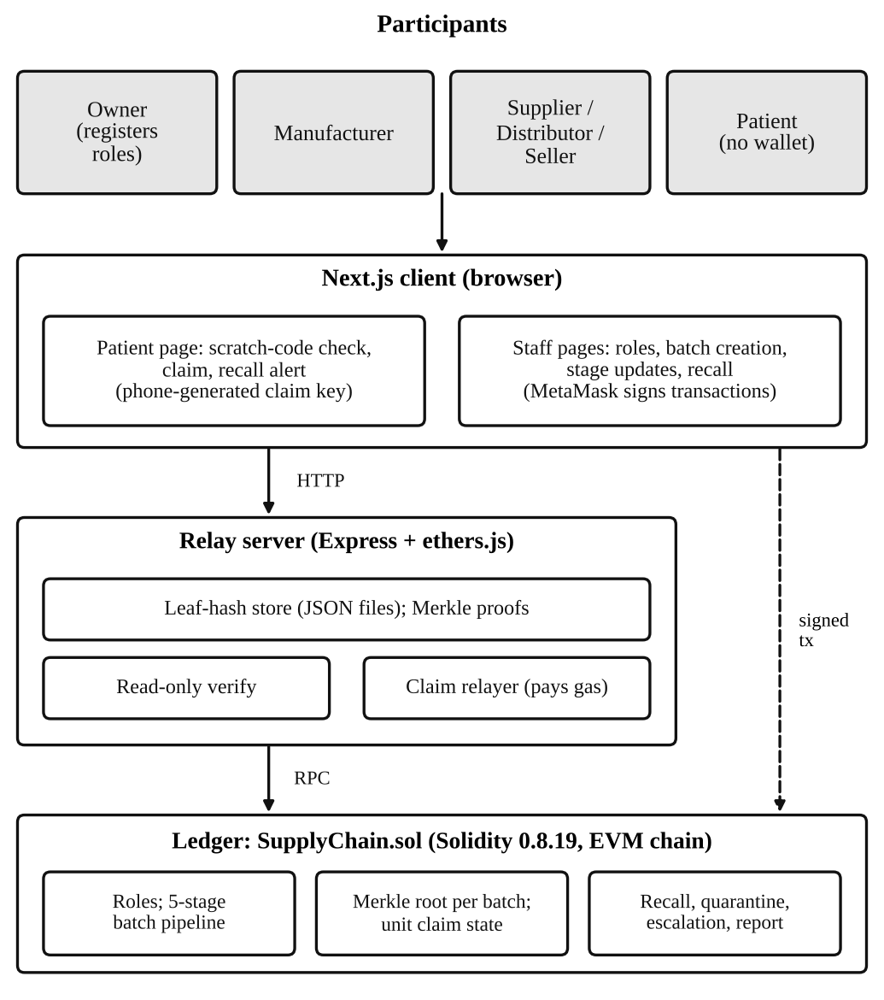 Participants
Owner
(registers
roles)
Manufacturer
Supplier /
Distributor /
Seller
Patient
(no wallet)
Next.js client (browser)
Patient page: scratch-code check,
claim, recall alert
(phone-generated claim key)
Staff pages: roles, batch creation,
stage updates, recall
(MetaMask signs transactions)
HTTP
Relay server (Express + ethers.js)
Leaf-hash store (JSON files); Merkle proofs
Read-only verify
Claim relayer (pays gas)
signed
tx
RPC
Ledger: SupplyChain.sol (Solidity 0.8.19, EVM chain)
Roles; 5-stage
batch pipeline
Merkle root per batch;
unit claim state
Recall, quarantine,
escalation, report